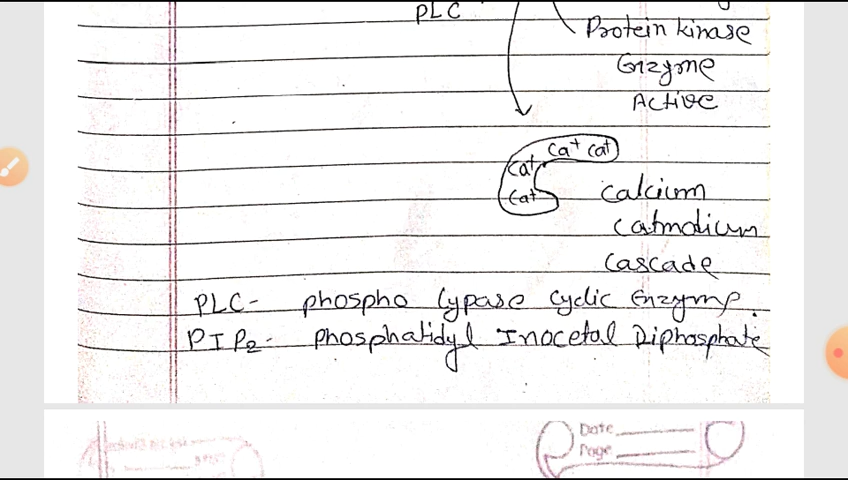 PLC
Protein kinase
Enzyme
Active
Ca+ Ca+
Ca+
Ca+
Calcium
Calmolium
Cascade
PLC- phospho Lypase Cyclic Enzyme.
PIP2- phosphatidyl Inocetal Diphosphate
Date
Page